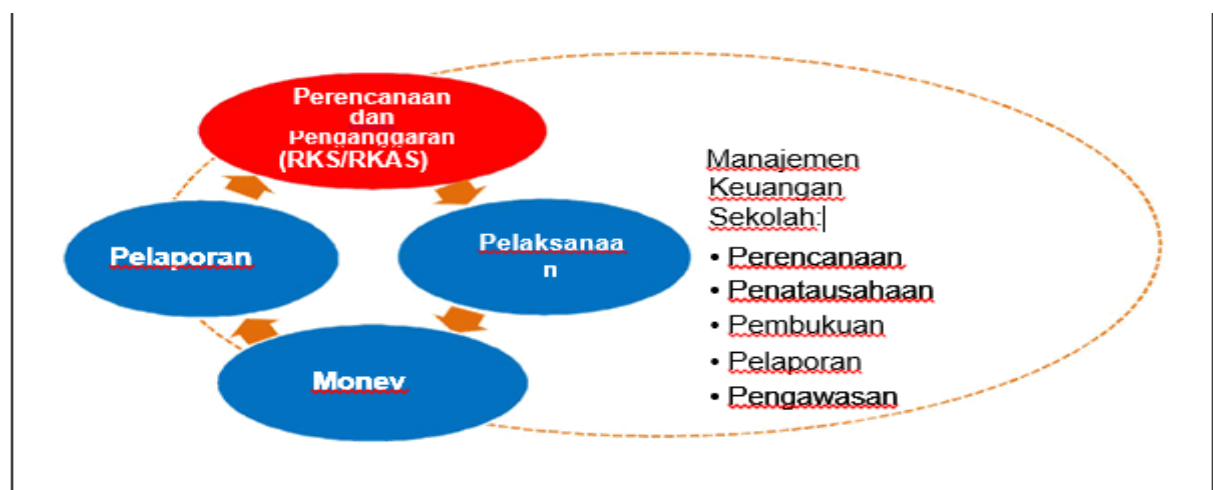 Perencanaan
dan
Penganggaran
(RKS/RKAS)
Pelaporan
Pelaksanaa
n
Monev
Manajemen
Keuangan
Sekolah:
• Perencanaan
• Penatausahaan
• Pembukuan
• Pelaporan
• Pengawasan